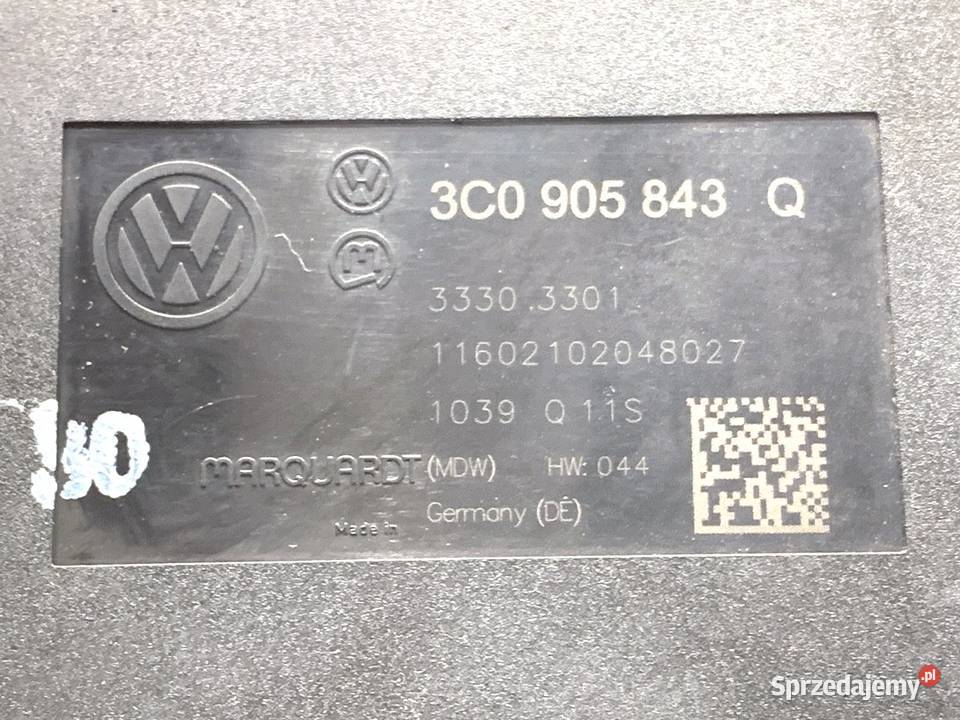 3C0 905 843 Q
3330.3301
11602102048027
1039 Q 11S
MARQUARDT (MDW) HW: 044
Made in Germany (DE)
Sprzedajemy.pl